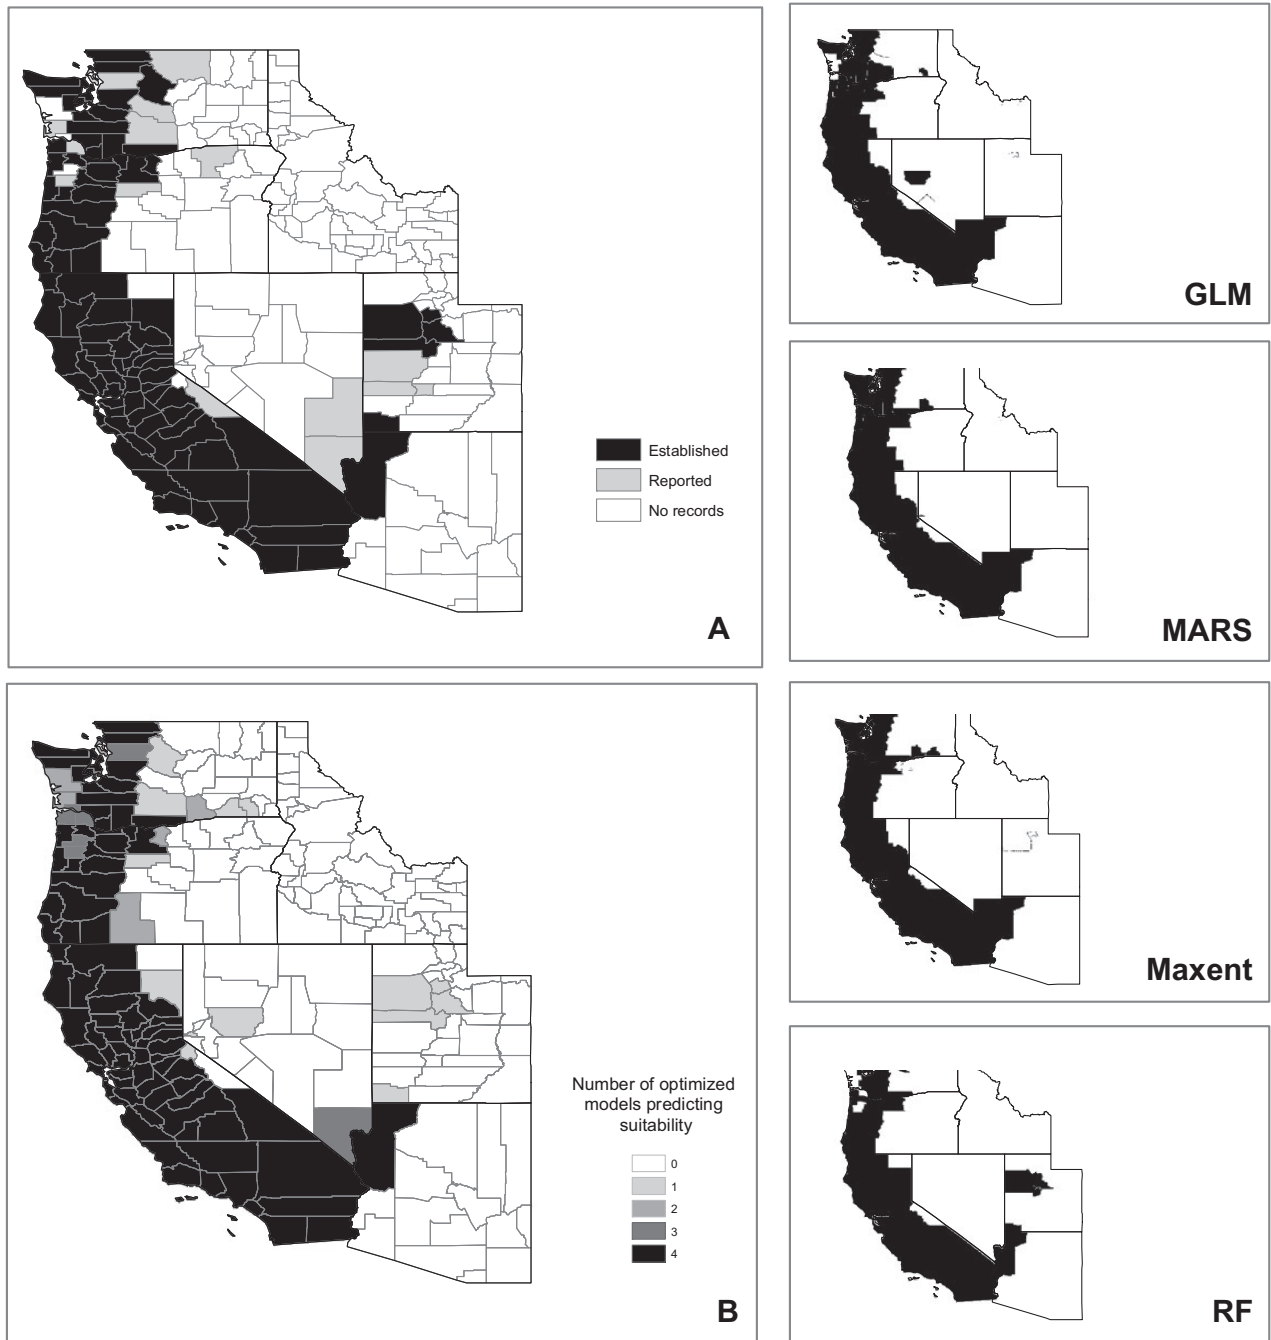 Established
Reported
No records
A
Number of optimized
models predicting
suitability
0
1
2
3
4
B
GLM
MARS
Maxent
RF